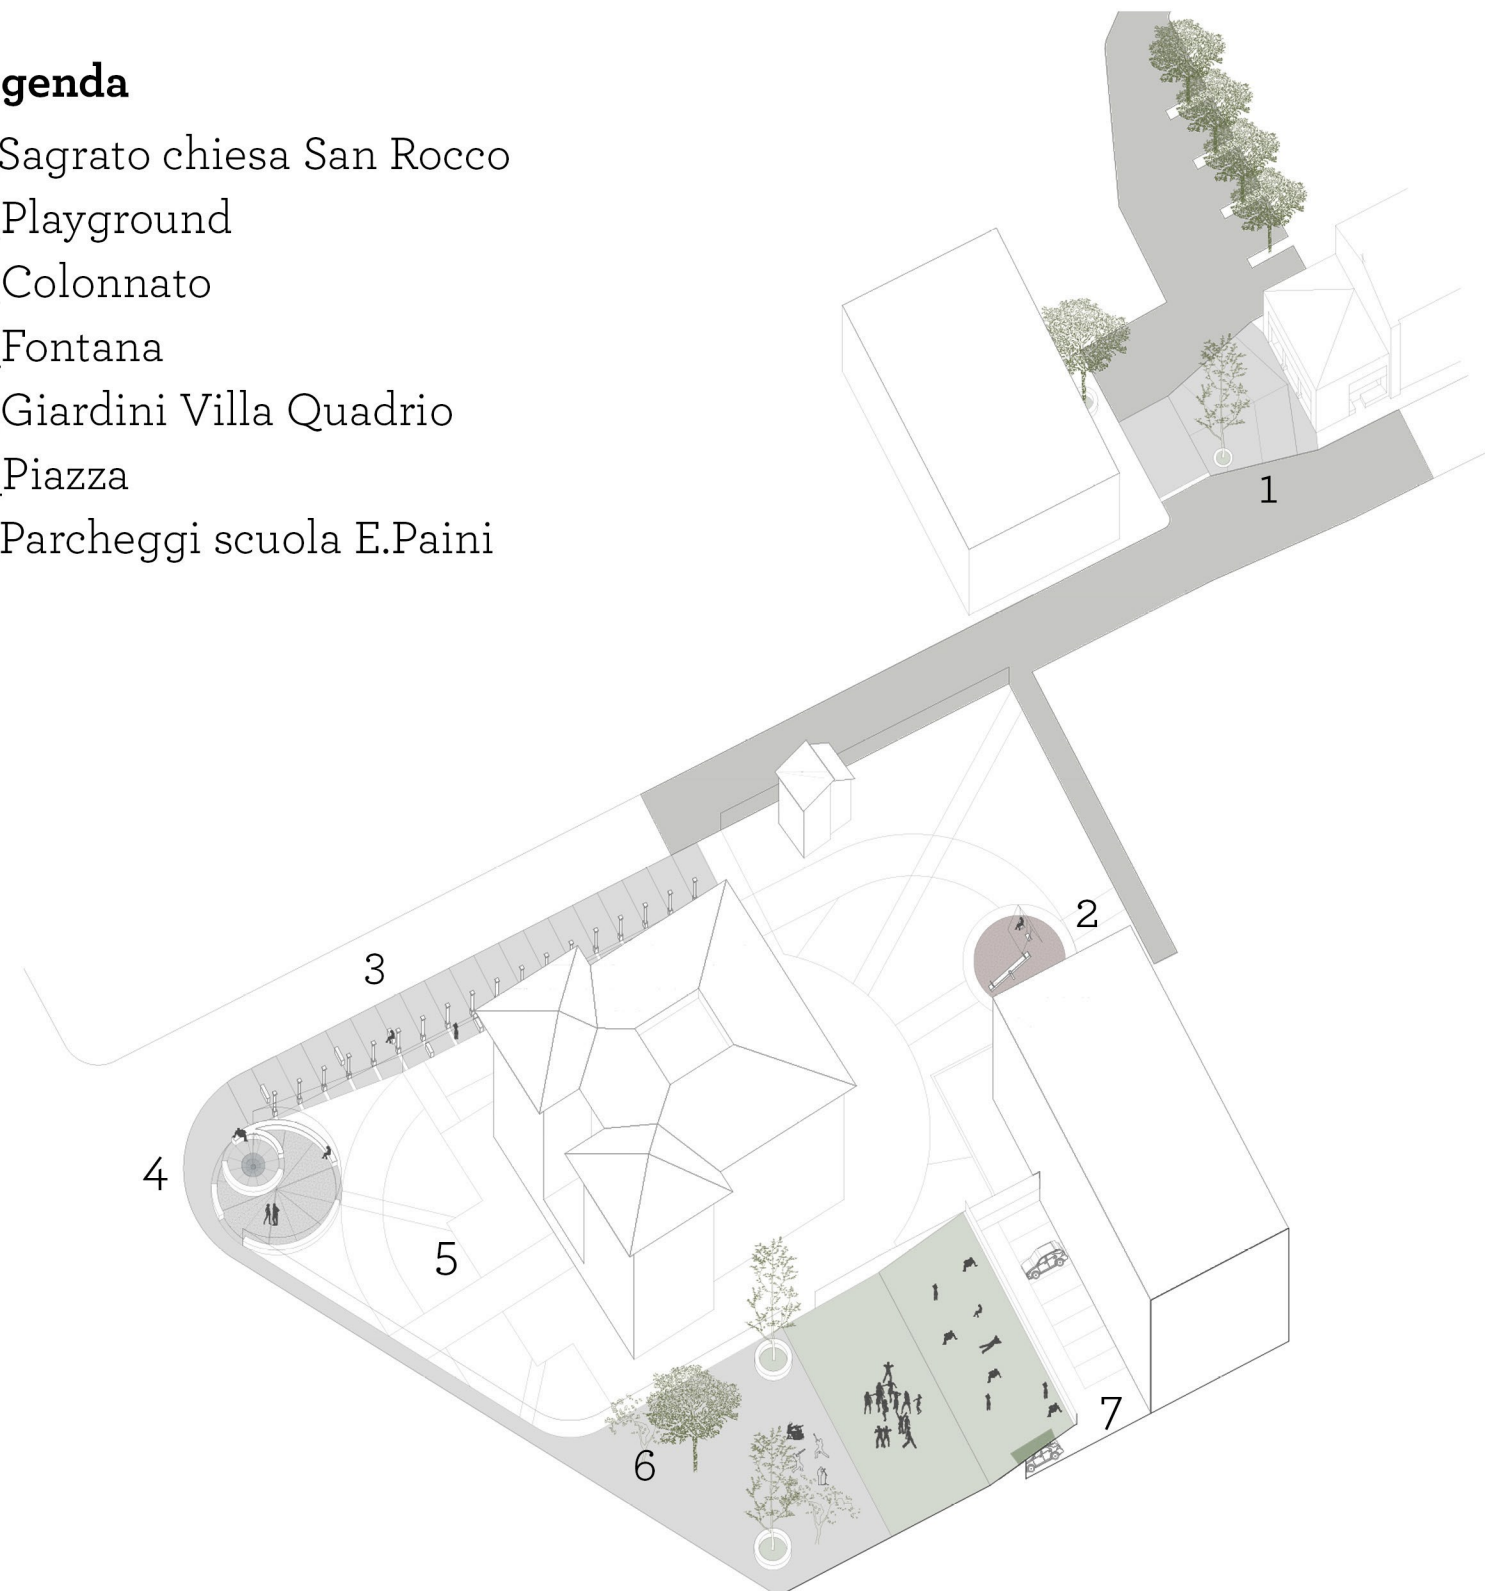 genda
Sagrato chiesa San Rocco
Playground
Colonnato
Fontana
Giardini Villa Quadrio
Piazza
Parcheggi scuola E.Paini
1
2
3
4
5
6
7